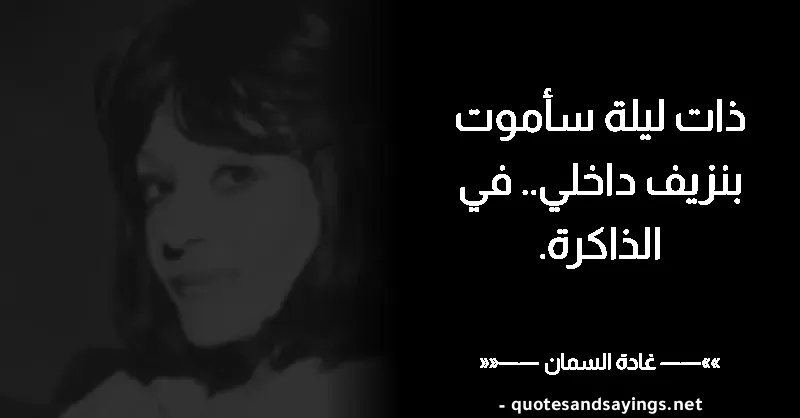 ذات ليلة سأموت
بنزيف داخلي.. في
الذاكرة.
»»—— غادة السمان ——««
- quotesandsayings.net